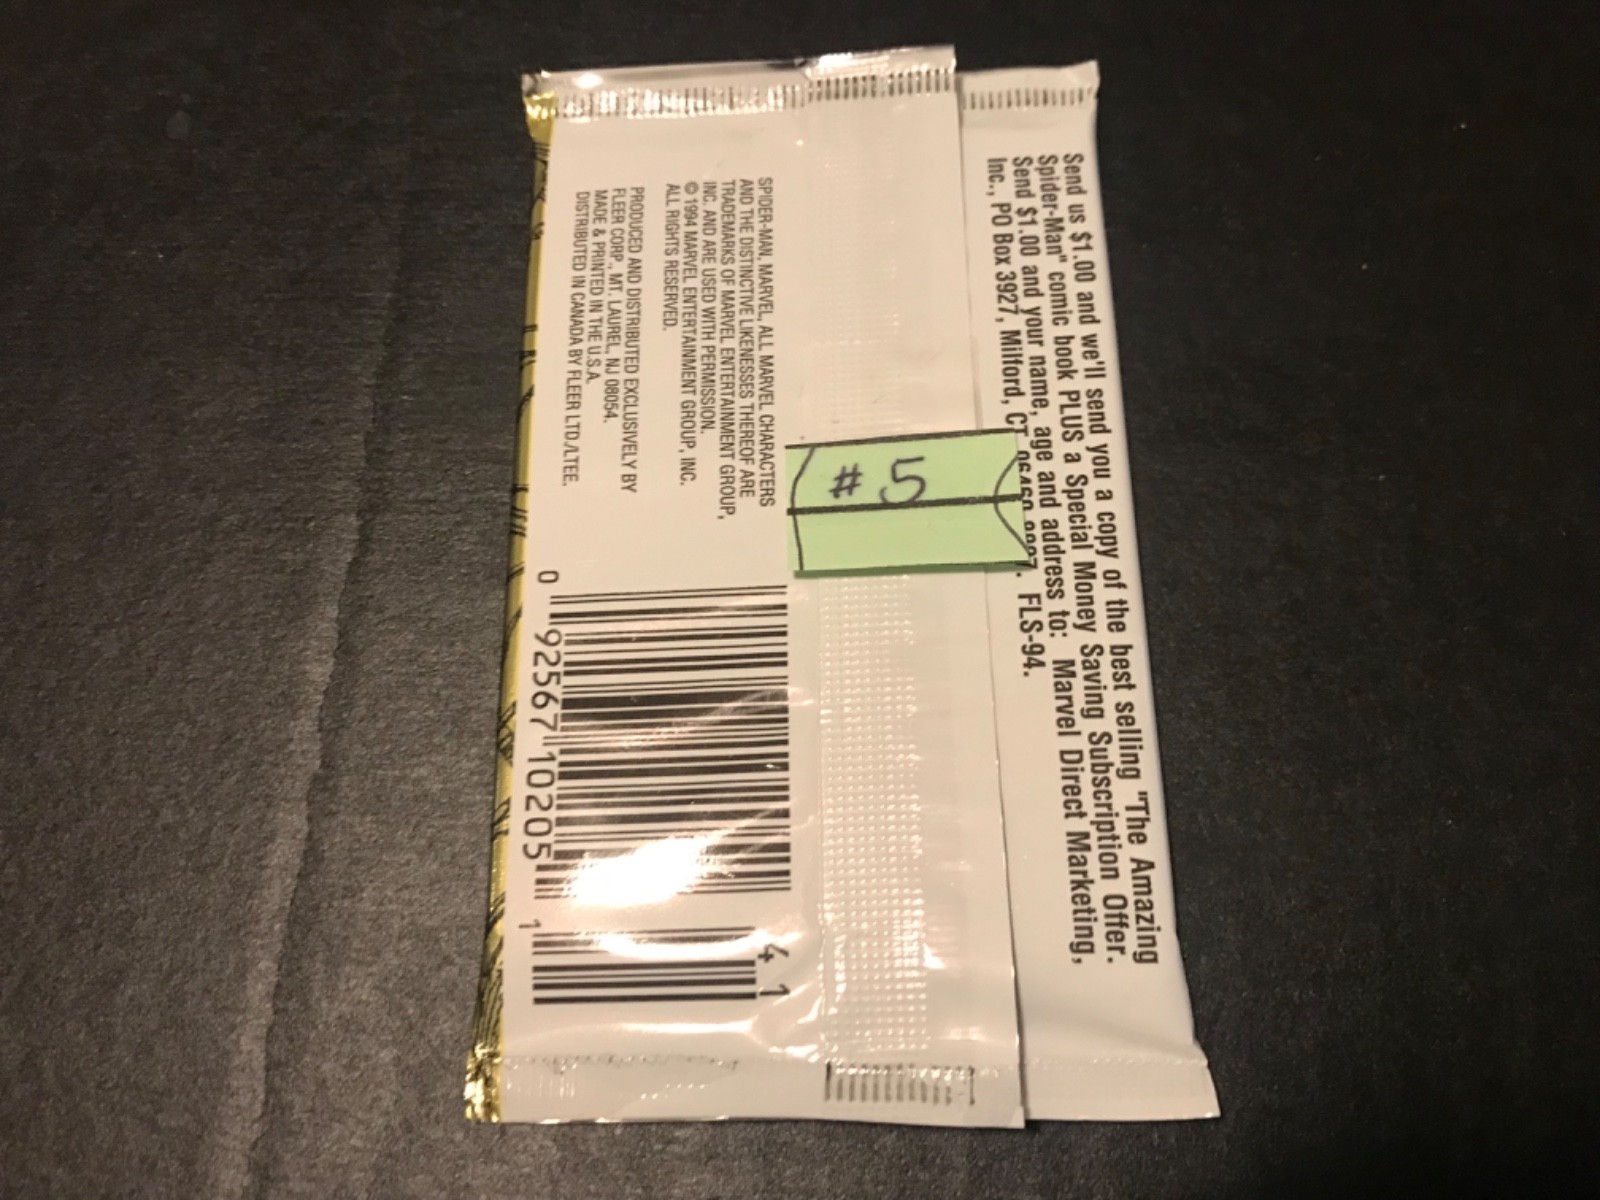 Send us $1.00 and we'll send you a copy of the best selling "The Amazing
Spider-Man" comic book PLUS a Special Money Saving Subscription Offer.
Send $1.00 and your name, age and address to: Marvel Direct Marketing,
Inc., PO Box 3927, Milford, CT FLS-94.
# 5
SPIDER-MAN, MARVEL, ALL MARVEL CHARACTERS
AND THE DISTINCTIVE LIKENESSES THEREOF ARE
TRADEMARKS OF MARVEL ENTERTAINMENT GROUP,
INC. AND ARE USED WITH PERMISSION.
© 1994 MARVEL ENTERTAINMENT GROUP, INC.
ALL RIGHTS RESERVED.
PRODUCED AND DISTRIBUTED EXCLUSIVELY BY
FLEER CORP., MT. LAUREL, NJ 08054.
MADE & PRINTED IN THE U.S.A.
DISTRIBUTED IN CANADA BY FLEER LTD./LTEE.
41
0 92567 10205 1